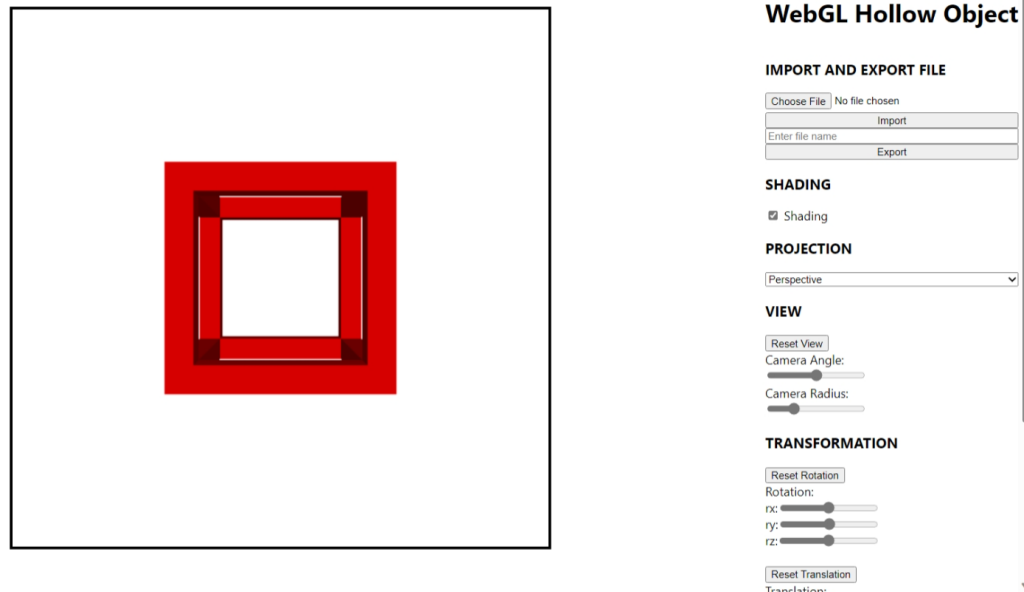 WebGL Hollow Object
IMPORT AND EXPORT FILE
Choose File No file chosen
Import
Enter file name
Export
SHADING
Shading
PROJECTION
Perspective
VIEW
Reset View
Camera Angle:
Camera Radius:
TRANSFORMATION
Reset Rotation
Rotation:
rx:
ry:
rz:
Reset Translation
Translation: